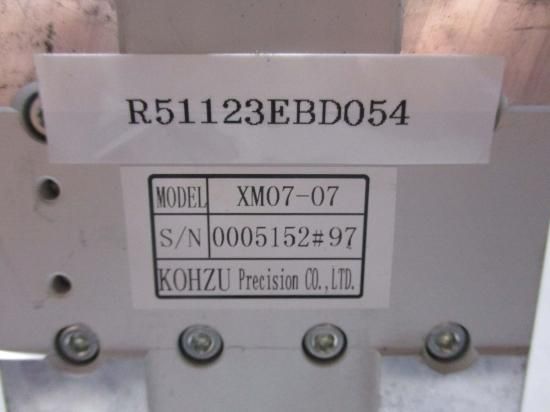 R51123EBD054
MODEL XM07-07
S/N 0005152#97
KOHZU Precision CO.,LTD.